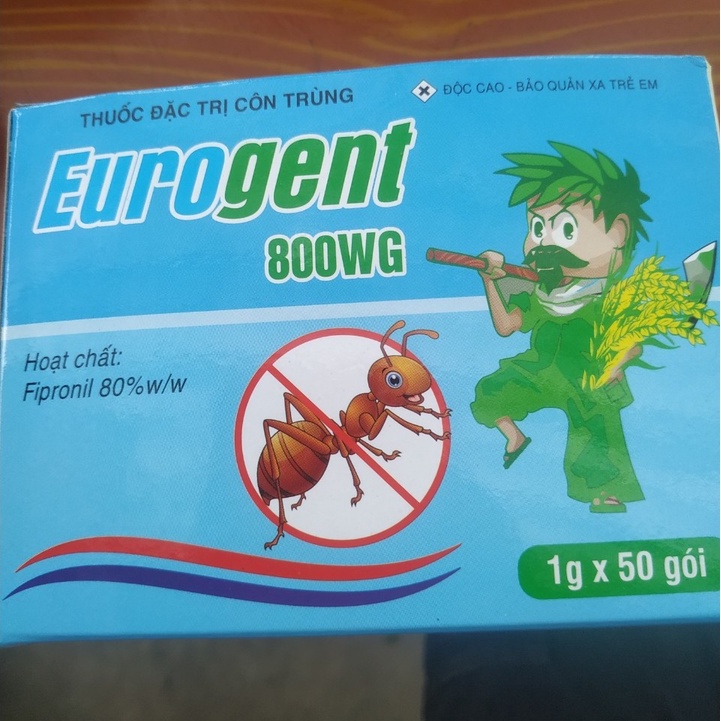 THUỐC ĐẶC TRỊ CÔN TRÙNG
ĐỘC CAO - BẢO QUẢN XA TRẺ EM
Eurogent
800WG
Hoạt chất:
Fipronil 80%w/w
1g x 50 gói